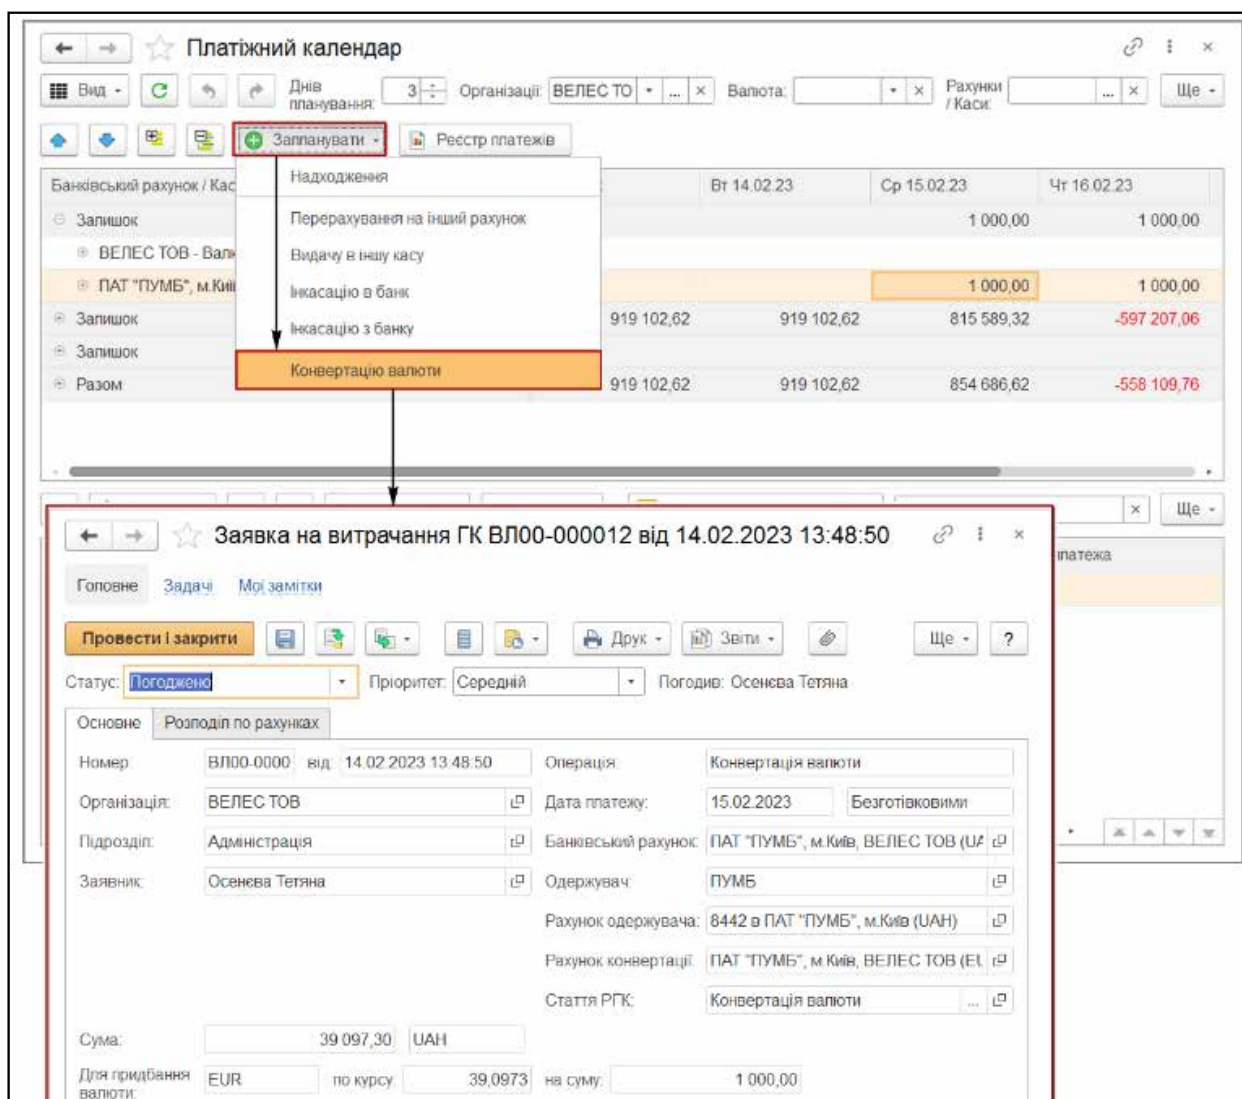 Платіжний календар
Вид
Днів планування: 3 Організації: ВЕЛЕС ТО ... × Валюта: × Рахунки / Каси: ... × Ще
Запланувати Реєстр платежів
Банківський рахунок / Кас Вт 14.02.23 Ср 15.02.23 Чт 16.02.23
Надходження
Залишок 1 000,00 1 000,00
Перерахування на інший рахунок
ВЕЛЕС ТОВ - Вал
Видачу в іншу касу
ПАТ "ПУМБ", м.Киї 1 000,00 1 000,00
Інкасацію в банк
Залишок 919 102,62 919 102,62 815 589,32 -597 207,06
Інкасацію з банку
Залишок
Конвертацію валюти
Разом 919 102,62 919 102,62 854 686,62 -558 109,76
× Ще
Заявка на витрачання ГК ВЛ00-000012 від 14.02.2023 13:48:50
латежа
Головне Задачі Мої замітки
Провести і закрити Друк Звіти Ще ?
Статус: Погоджено Пріоритет: Середній Погодив: Осенєва Тетяна
Основне Розподіл по рахунках
Номер: ВЛ00-0000 від: 14.02.2023 13:48:50 Операція: Конвертація валюти
Організація: ВЕЛЕС ТОВ Дата платежу: 15.02.2023 Безготівковими
Підрозділ: Адміністрація Банківський рахунок: ПАТ "ПУМБ", м.Київ, ВЕЛЕС ТОВ (UA
Заявник: Осенєва Тетяна Одержувач: ПУМБ
Рахунок одержувача: 8442 в ПАТ "ПУМБ", м.Київ (UAH)
Рахунок конвертації: ПАТ "ПУМБ", м.Київ, ВЕЛЕС ТОВ (EU
Стаття РГК: Конвертація валюти ...
Сума: 39 097,30 UAH
Для придбання валюти: EUR по курсу: 39,0973 на суму: 1 000,00